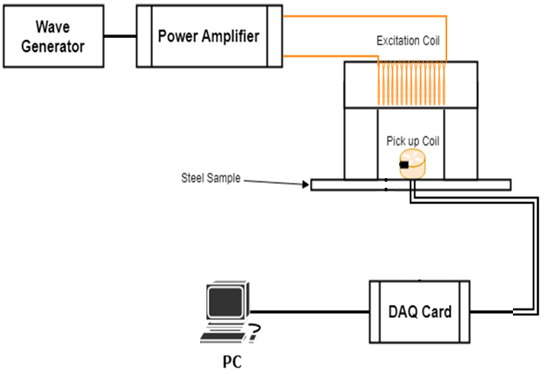 Wave
Generator
Power Amplifier
Excitation Coil
Pick up Coil
Steel Sample
DAQ Card
PC